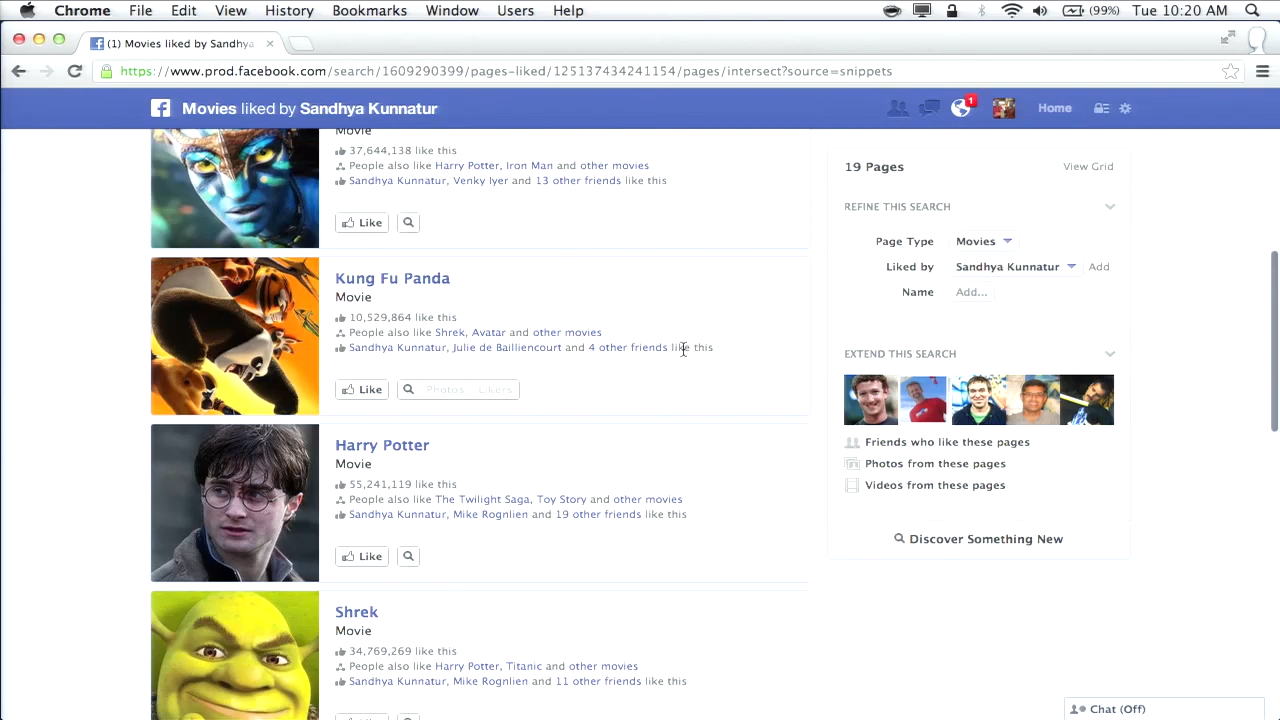 Chrome File Edit View History Bookmarks Window Users Help (99%) Tue 10:20 AM
(1) Movies liked by Sandhya
https://www.prod.facebook.com/search/1609290399/pages-liked/125137434241154/pages/intersect?source=snippets
Movies liked by Sandhya Kunnatur 1 Home
Movie
37,644,138 like this
People also like Harry Potter, Iron Man and other movies
Sandhya Kunnatur, Venky Iyer and 13 other friends like this
Like
Kung Fu Panda
Movie
10,529,864 like this
People also like Shrek, Avatar and other movies
Sandhya Kunnatur, Julie de Bailliencourt and 4 other friends like this
Like Photos Likers
Harry Potter
Movie
55,241,119 like this
People also like The Twilight Saga, Toy Story and other movies
Sandhya Kunnatur, Mike Rognlien and 19 other friends like this
Like
Shrek
Movie
34,769,269 like this
People also like Harry Potter, Titanic and other movies
Sandhya Kunnatur, Mike Rognlien and 11 other friends like this
19 Pages View Grid
REFINE THIS SEARCH
Page Type Movies
Liked by Sandhya Kunnatur Add
Name Add...
EXTEND THIS SEARCH
Friends who like these pages
Photos from these pages
Videos from these pages
Discover Something New
Chat (Off)